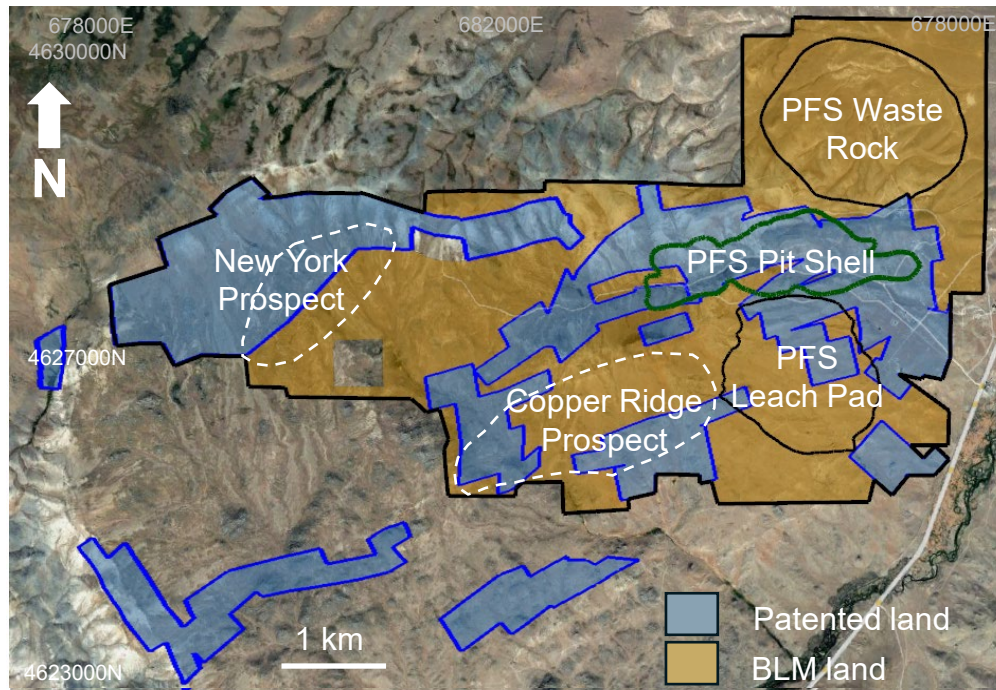 678000E
682000E
678000E
4630000N
N
PFS Waste
Rock
New York
Prospect
PFS Pit Shell
4627000N
PFS
Leach Pad
Copper Ridge
Prospect
1 km
Patented land
BLM land
4623000N